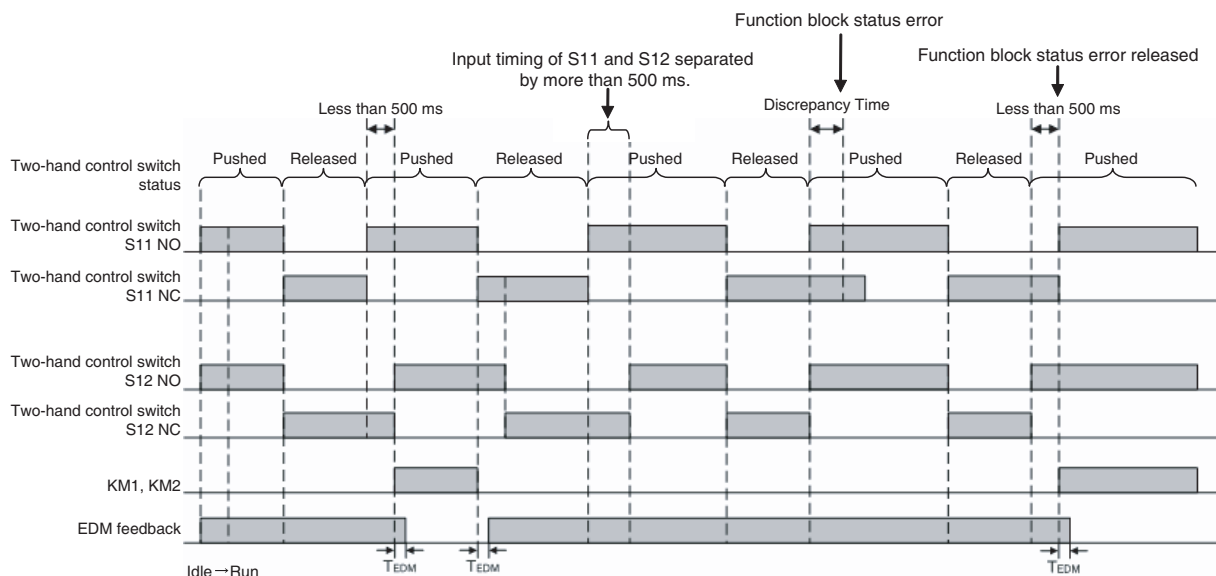 Function block status error
Input timing of S11 and S12 separated
by more than 500 ms.
Function block status error released
Less than 500 ms
Discrepancy Time
Less than 500 ms
Two-hand control switch
status
Pushed
Released
Pushed
Released
Pushed
Released
Pushed
Released
Pushed
Two-hand control switch
S11 NO
Two-hand control switch
S11 NC
Two-hand control switch
S12 NO
Two-hand control switch
S12 NC
KM1, KM2
EDM feedback
TEDM
TEDM
TEDM
Idle→Run